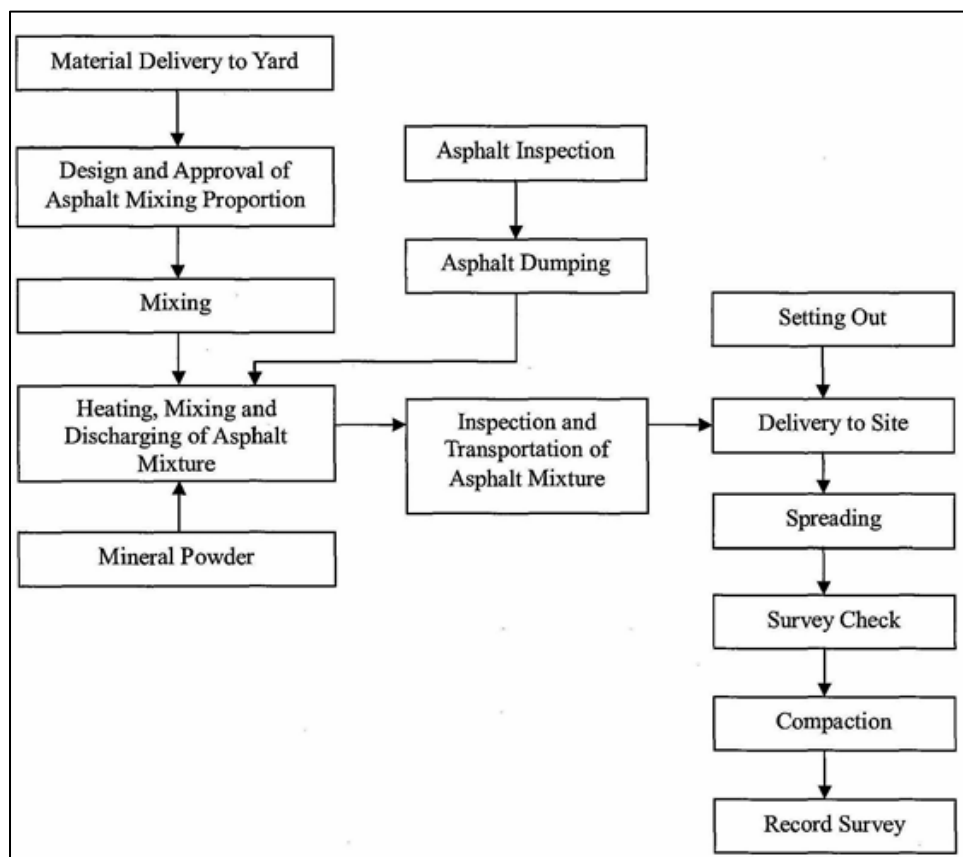 Material Delivery to Yard
Design and Approval of
Asphalt Mixing Proportion
Mixing
Heating, Mixing and
Discharging of Asphalt
Mixture
Mineral Powder
Asphalt Inspection
Asphalt Dumping
Inspection and
Transportation of
Asphalt Mixture
Setting Out
Delivery to Site
Spreading
Survey Check
Compaction
Record Survey